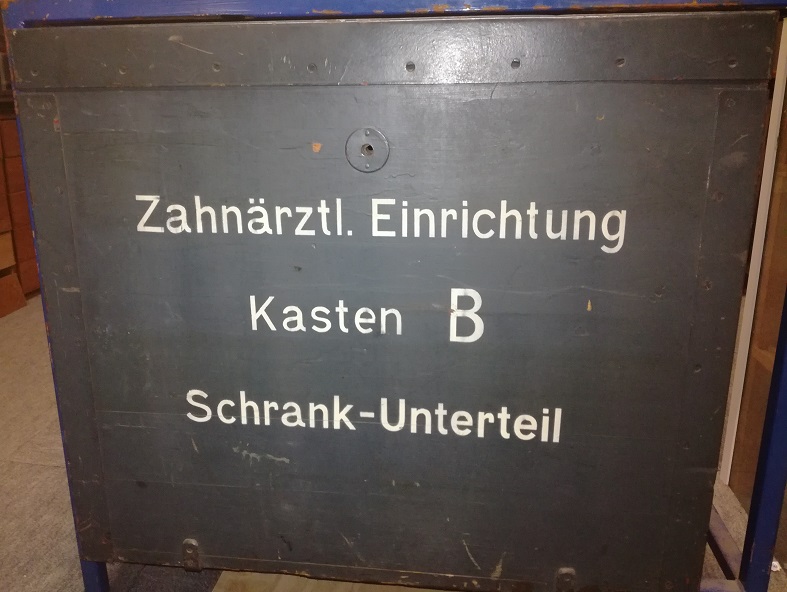 Zahnärztl. Einrichtung
Kasten B
Schrank-Unterteil